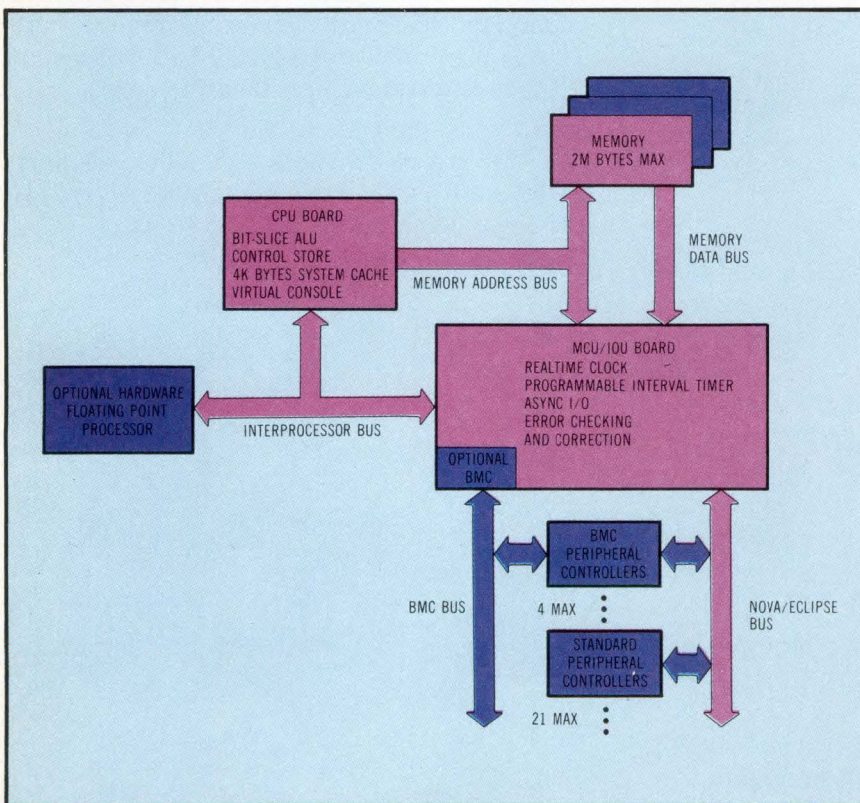 MEMORY
2M BYTES MAX
CPU BOARD
BIT-SLICE ALU
CONTROL STORE
4K BYTES SYSTEM CACHE
VIRTUAL CONSOLE
MEMORY ADDRESS BUS
MEMORY
DATA BUS
MCU/IOU BOARD
REALTIME CLOCK
PROGRAMMABLE INTERVAL TIMER
ASYNC I/O
ERROR CHECKING
AND CORRECTION
OPTIONAL HARDWARE
FLOATING POINT
PROCESSOR
INTERPROCESSOR BUS
OPTIONAL
BMC
BMC
PERIPHERAL
CONTROLLERS
BMC BUS
4 MAX
NOVA/ECLIPSE
BUS
STANDARD
PERIPHERAL
CONTROLLERS
21 MAX